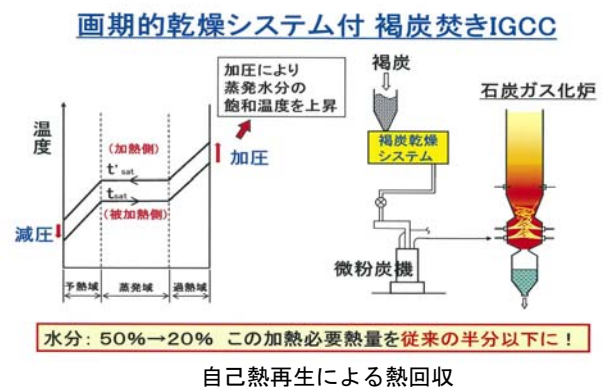 画期的乾燥システム付 褐炭焚きIGCC
加圧により
蒸発水分の
飽和温度を上昇
温度
(加熱側)
t'sat
tsat
(被加熱側)
加圧
減圧
予熱域
蒸発域
過熱域
褐炭
褐炭乾燥
システム
微粉炭機
石炭ガス化炉
水分: 50%→20% この加熱必要熱量を従来の半分以下に!
自己熱再生による熱回収